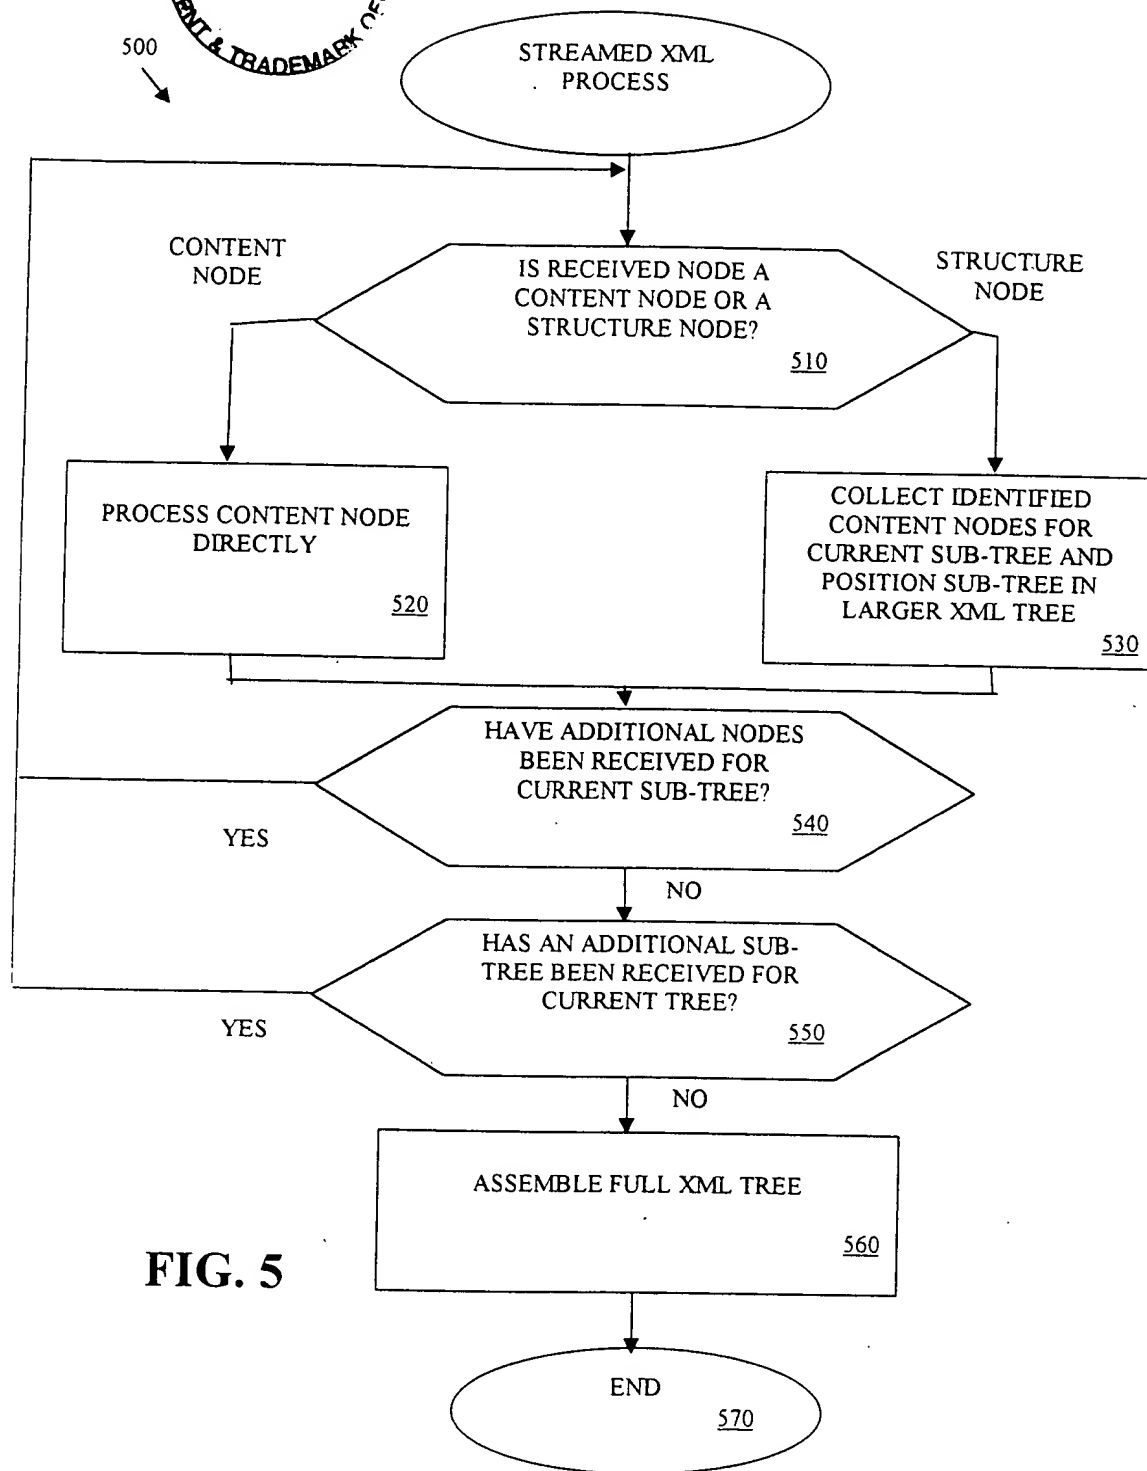 ENT & TRADEMARK
500
STREAMED XML
PROCESS
CONTENT
NODE
IS RECEIVED NODE A
CONTENT NODE OR A
STRUCTURE NODE?
510
STRUCTURE
NODE
PROCESS CONTENT NODE
DIRECTLY
520
COLLECT IDENTIFIED
CONTENT NODES FOR
CURRENT SUB-TREE AND
POSITION SUB-TREE IN
LARGER XML TREE
530
HAVE ADDITIONAL NODES
BEEN RECEIVED FOR
CURRENT SUB-TREE?
540
YES
NO
HAS AN ADDITIONAL SUB-
TREE BEEN RECEIVED FOR
CURRENT TREE?
550
YES
NO
ASSEMBLE FULL XML TREE
560
FIG. 5
END
570